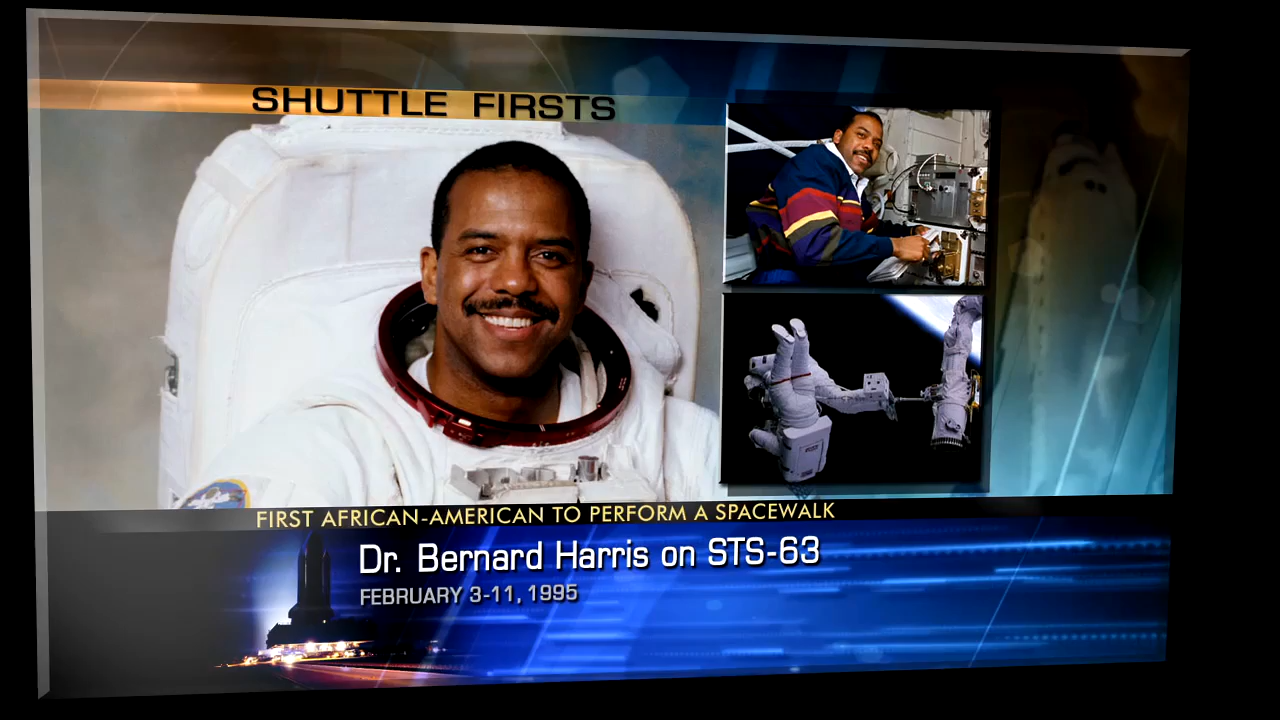 SHUTTLE FIRSTS
FIRST AFRICAN-AMERICAN TO PERFORM A SPACEWALK
Dr. Bernard Harris on STS-63
FEBRUARY 3-11, 1995